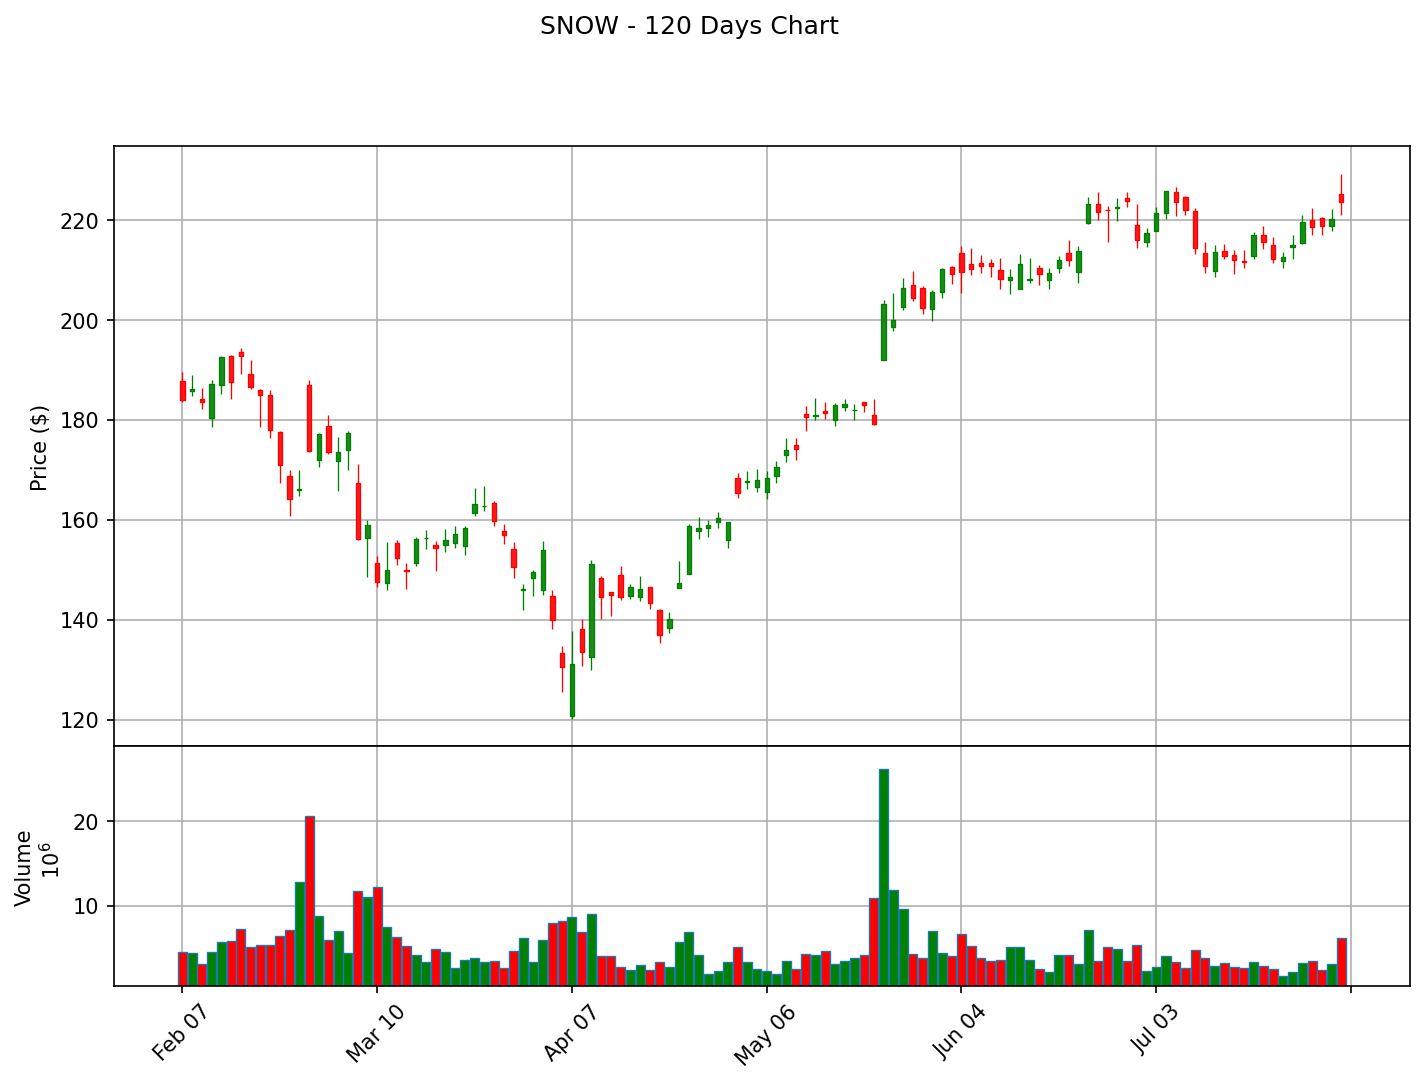 SNOW - 120 Days Chart
Price ($)
220
200
180
160
140
120
Volume
10⁶
20
10
Feb 07
Mar 10
Apr 07
May 06
Jun 04
Jul 03